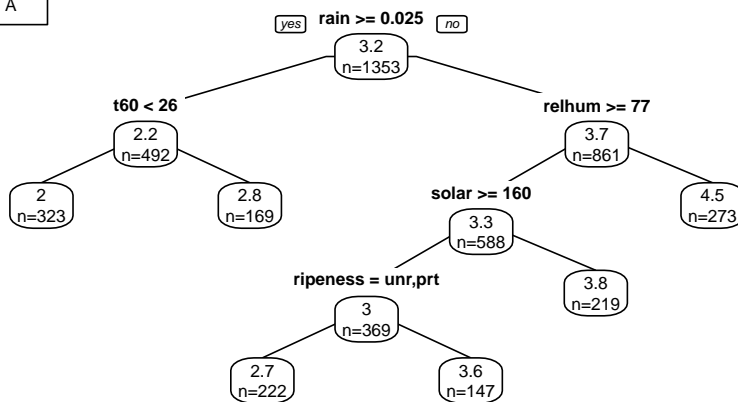 A
rain >= 0.025
yes
no
3.2
n=1353
t60 < 26
relhum >= 77
2.2
n=492
3.7
n=861
2
n=323
2.8
n=169
solar >= 160
4.5
n=273
3.3
n=588
ripeness = unr,prt
3.8
n=219
3
n=369
2.7
n=222
3.6
n=147